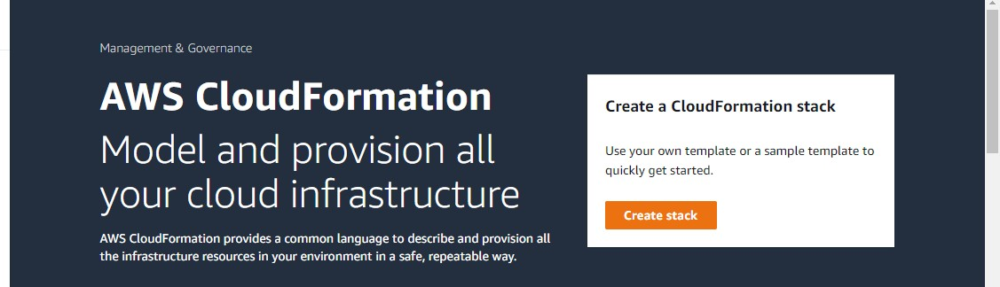 Management & Governance
AWS CloudFormation
Model and provision all
your cloud infrastructure
AWS CloudFormation provides a common language to describe and provision all
the infrastructure resources in your environment in a safe, repeatable way.
Create a CloudFormation stack
Use your own template or a sample template to
quickly get started.
Create stack